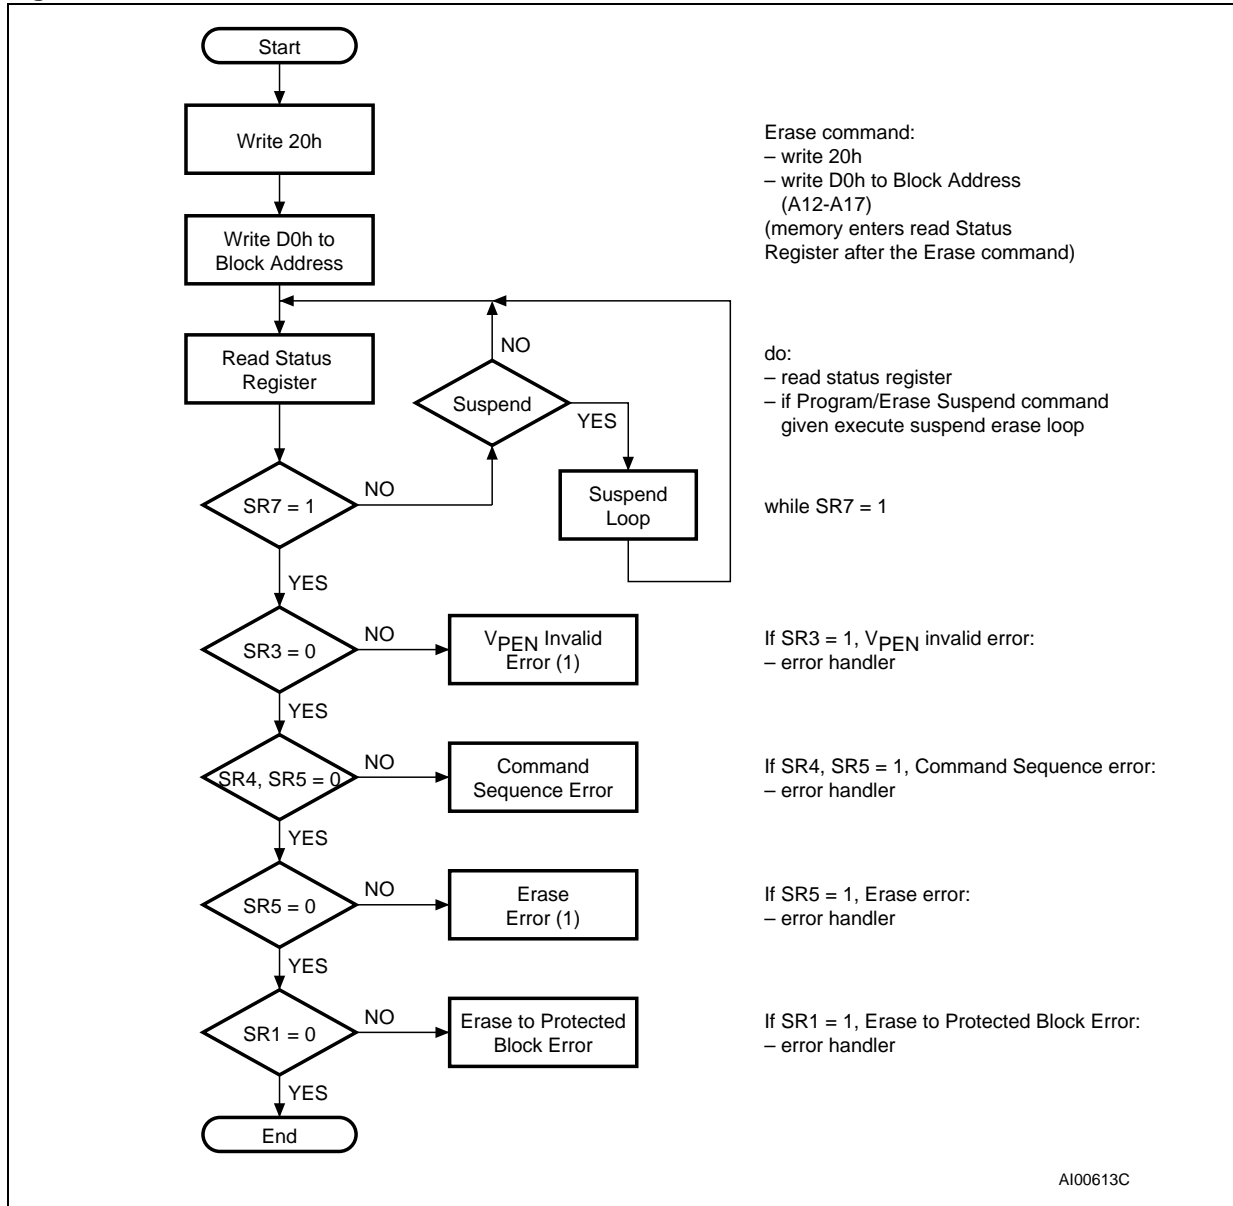 Start
Write 20h
Erase command:
– write 20h
– write D0h to Block Address
(A12-A17)
(memory enters read Status
Register after the Erase command)
Write D0h to
Block Address
Read Status
Register
NO
Suspend
YES
do:
– read status register
– if Program/Erase Suspend command
given execute suspend erase loop
SR7 = 1
NO
Suspend
Loop
while SR7 = 1
YES
SR3 = 0
NO
VPEN Invalid
Error (1)
If SR3 = 1, VPEN invalid error:
– error handler
YES
SR4, SR5 = 0
NO
Command
Sequence Error
If SR4, SR5 = 1, Command Sequence error:
– error handler
YES
SR5 = 0
NO
Erase
Error (1)
If SR5 = 1, Erase error:
– error handler
YES
SR1 = 0
NO
Erase to Protected
Block Error
If SR1 = 1, Erase to Protected Block Error:
– error handler
YES
End
AI00613C